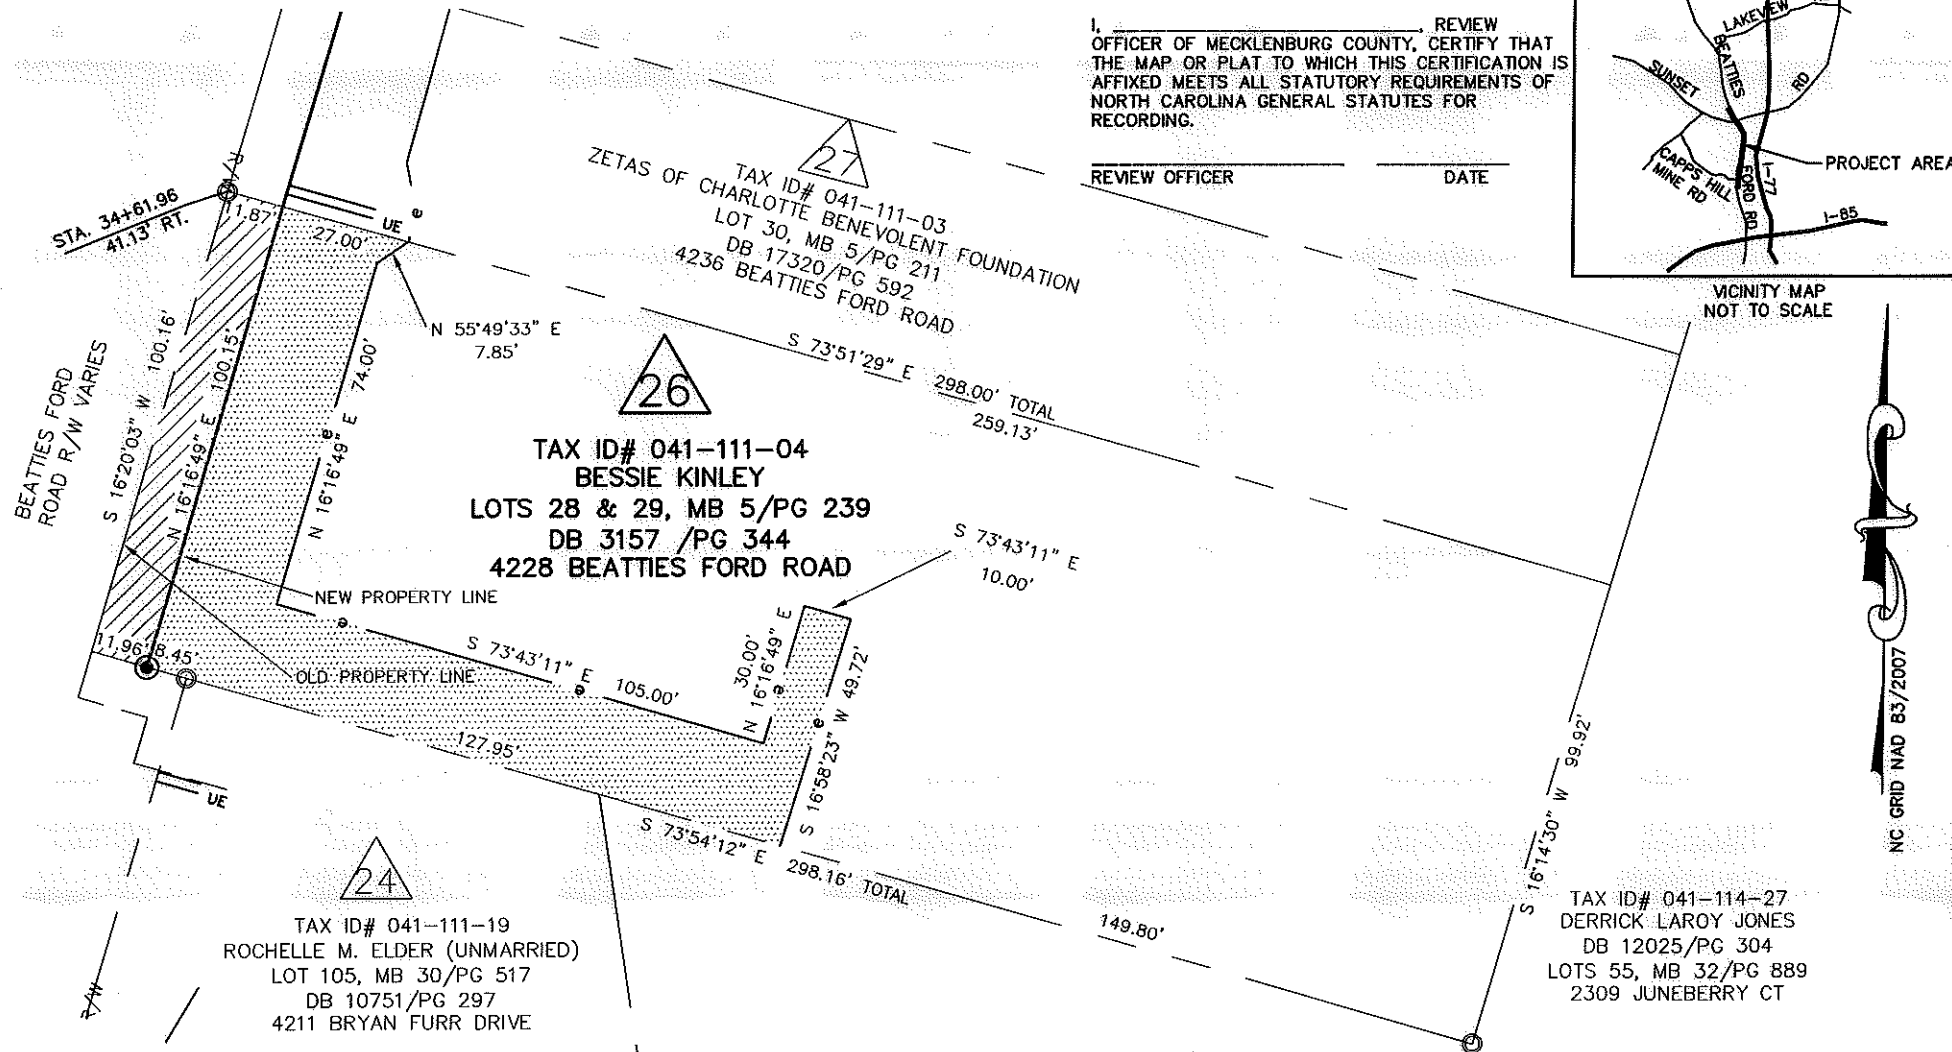 I, ____________________, REVIEW
OFFICER OF MECKLENBURG COUNTY, CERTIFY THAT
THE MAP OR PLAT TO WHICH THIS CERTIFICATION IS
AFFIXED MEETS ALL STATUTORY REQUIREMENTS OF
NORTH CAROLINA GENERAL STATUTES FOR
RECORDING.
REVIEW OFFICER
DATE
LAKEVIEW
BEATTIES
SUNSET
RD
CAPPS HILL
MINE RD
FORD RD
I-77
PROJECT AREA
I-85
VICINITY MAP
NOT TO SCALE
27
TAX ID# 041-111-03
ZETAS OF CHARLOTTE BENEVOLENT FOUNDATION
LOT 30, MB 5/PG 211
DB 17320/PG 592
4236 BEATTIES FORD ROAD
R/W
STA. 34+61.96
41.13' RT.
11.87'
27.00'
UE
e
N 55°49'33" E
7.85'
S 73°51'29" E
298.00' TOTAL
259.13'
BEATTIES FORD
ROAD R/W VARIES
S 16°20'03" W 100.16'
N 16°16'49" E 100.15'
N 16°16'49" E 74.00'
e
26
TAX ID# 041-111-04
BESSIE KINLEY
LOTS 28 & 29, MB 5/PG 239
DB 3157 /PG 344
4228 BEATTIES FORD ROAD
S 73°43'11" E
10.00'
NEW PROPERTY LINE
e
S 73°43'11" E
e
105.00'
30.00'
N 16°16'49" E
e
S 16°58'23" W 49.72'
e
11.96'
8.45'
OLD PROPERTY LINE
127.95'
S 73°54'12" E
298.16' TOTAL
149.80'
S 16°14'30" W 99.92'
NC GRID NAD 83/2007
UE
R/W
24
TAX ID# 041-111-19
ROCHELLE M. ELDER (UNMARRIED)
LOT 105, MB 30/PG 517
DB 10751/PG 297
4211 BRYAN FURR DRIVE
TAX ID# 041-114-27
DERRICK LAROY JONES
DB 12025/PG 304
LOTS 55, MB 32/PG 889
2309 JUNEBERRY CT